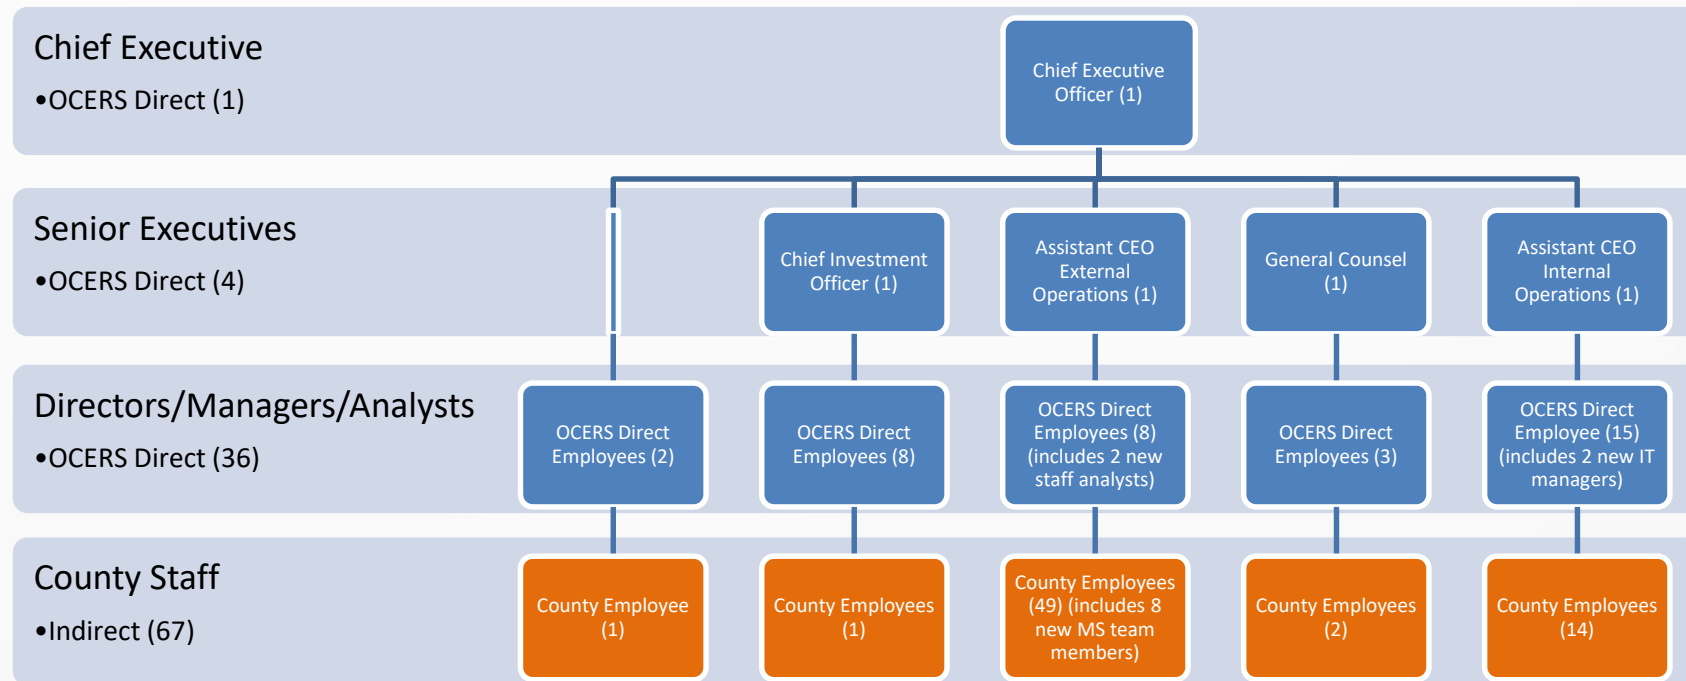 Chief Executive
•OCERS Direct (1)
Chief Executive
Officer (1)
Senior Executives
•OCERS Direct (4)
Chief Investment
Officer (1)
Assistant CEO
External
Operations (1)
General Counsel
(1)
Assistant CEO
Internal
Operations (1)
Directors/Managers/Analysts
•OCERS Direct (36)
OCERS Direct
Employees (2)
OCERS Direct
Employees (8)
OCERS Direct
Employees (8)
(includes 2 new
staff analysts)
OCERS Direct
Employees (3)
OCERS Direct
Employee (15)
(includes 2 new IT
managers)
County Staff
•Indirect (67)
County Employee
(1)
County Employees
(1)
County Employees
(49) (includes 8
new MS team
members)
County Employees
(2)
County Employees
(14)